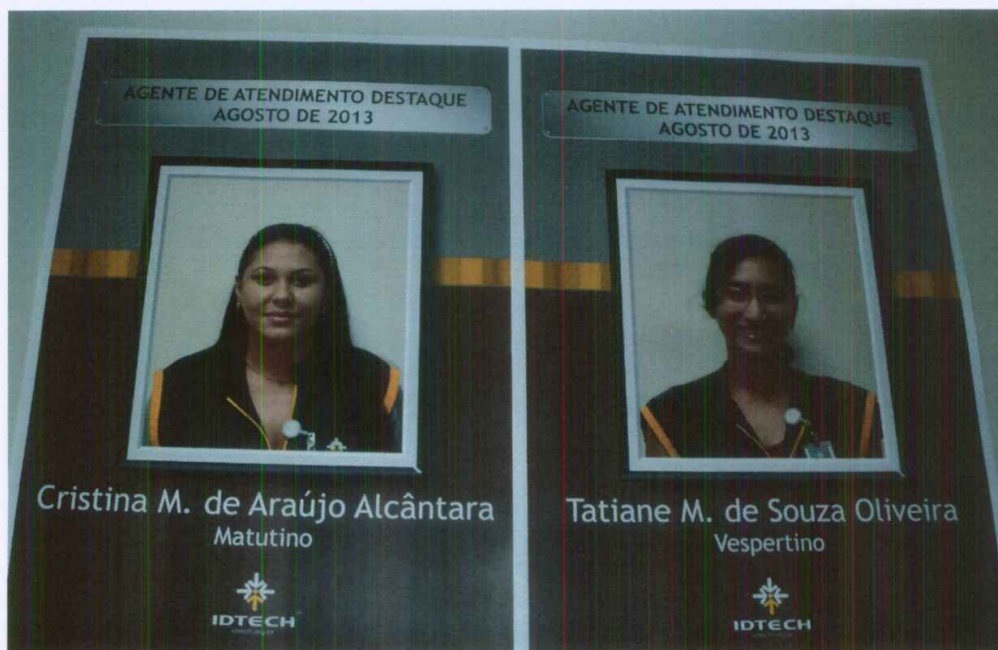 AGENTE DE ATENDIMENTO DESTAQUE
AGOSTO DE 2013
Cristina M. de Araújo Alcântara
Matutino
IDTECH
AGENTE DE ATENDIMENTO DESTAQUE
AGOSTO DE 2013
Tatiane M. de Souza Oliveira
Vespertino
IDTECH